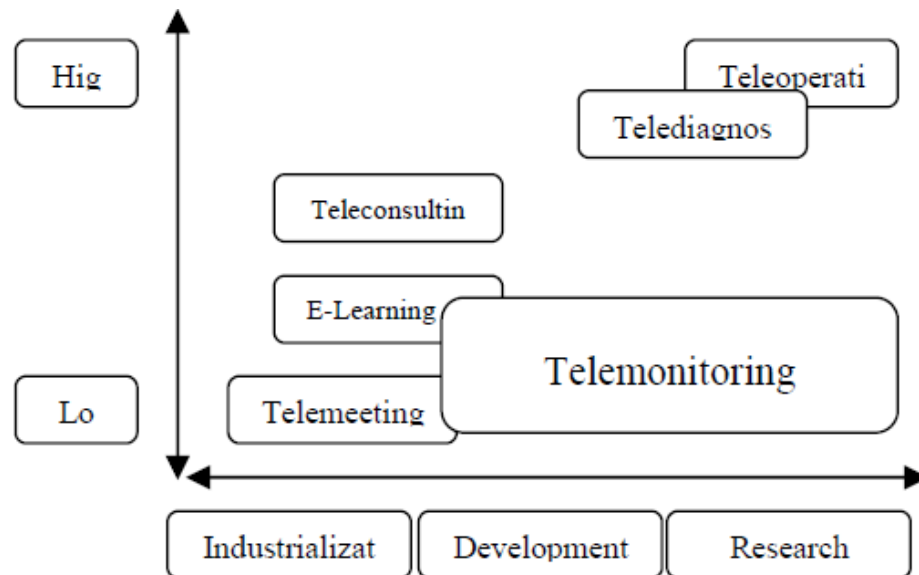 Hig
Teleoperati
Telediagnos
Teleconsultin
E-Learning
Telemonitoring
Lo
Telemeeting
Industrializat
Development
Research